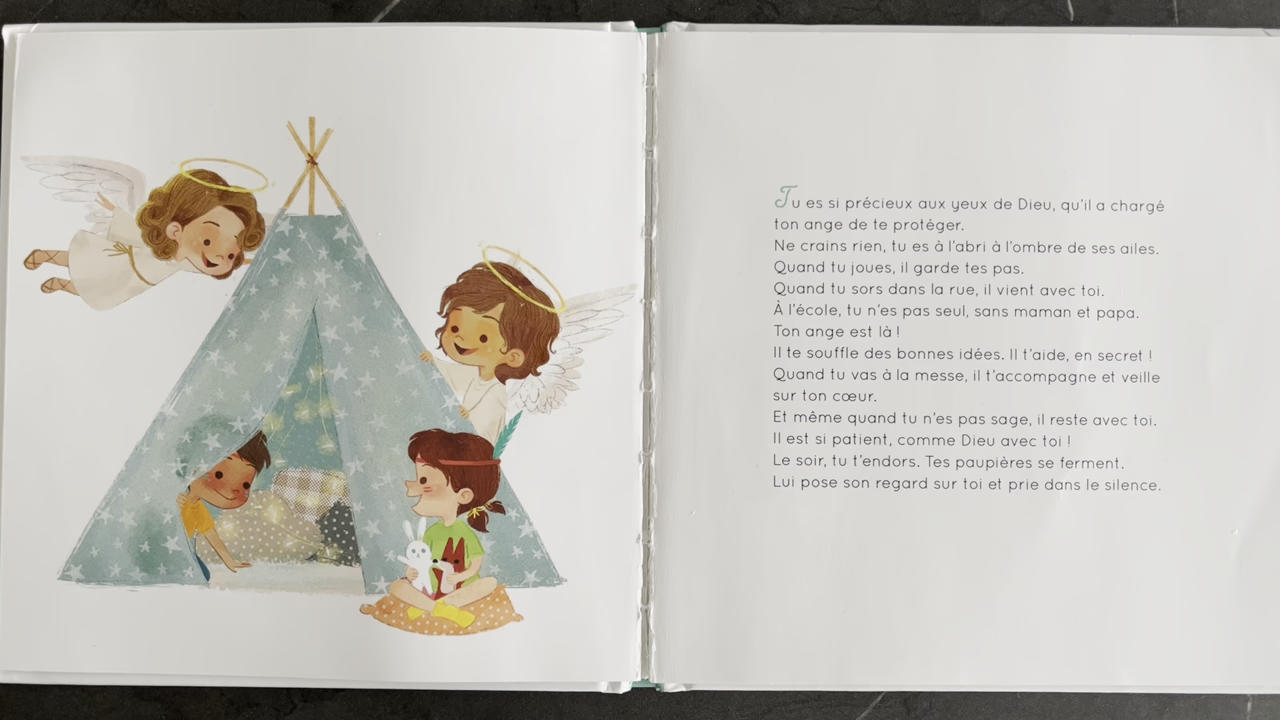 Tu es si précieux aux yeux de Dieu, qu'il a chargé
ton ange de te protéger.
Ne crains rien, tu es à l'abri à l'ombre de ses ailes.
Quand tu joues, il garde tes pas.
Quand tu sors dans la rue, il vient avec toi.
À l'école, tu n'es pas seul, sans maman et papa.
Ton ange est là !
Il te souffle des bonnes idées. Il t'aide, en secret !
Quand tu vas à la messe, il t'accompagne et veille
sur ton cœur.
Et même quand tu n'es pas sage, il reste avec toi.
Il est si patient, comme Dieu avec toi !
Le soir, tu t'endors. Tes paupières se ferment.
Lui pose son regard sur toi et prie dans le silence.